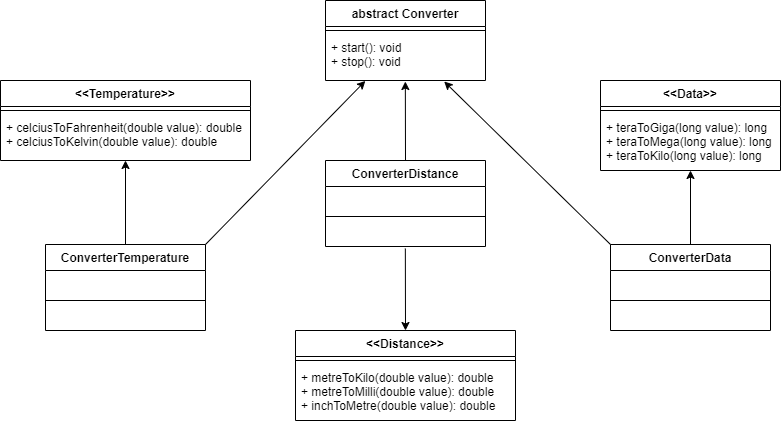 abstract Converter
+ start(): void
+ stop(): void
<<Temperature>>
+ celciusToFahrenheit(double value): double
+ celciusToKelvin(double value): double
<<Data>>
+ teraToGiga(long value): long
+ teraToMega(long value): long
+ teraToKilo(long value): long
ConverterDistance
ConverterTemperature
ConverterData
<<Distance>>
+ metreToKilo(double value): double
+ metreToMilli(double value): double
+ inchToMetre(double value): double